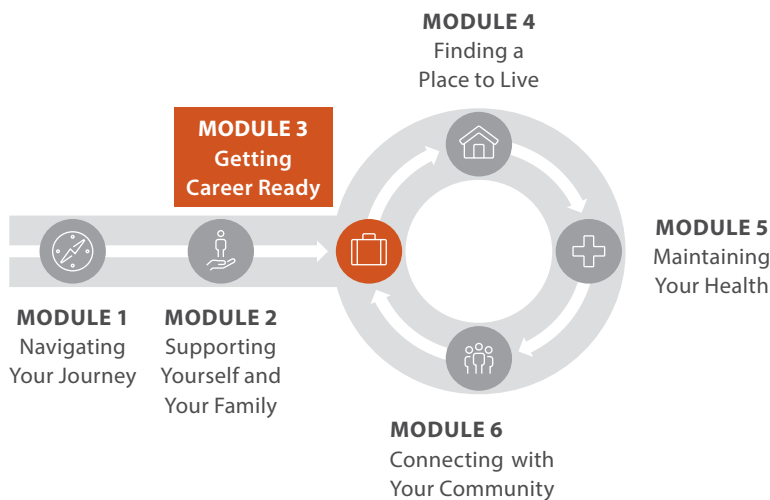 MODULE 4
Finding a
Place to Live
MODULE 3
Getting
Career Ready
MODULE 5
Maintaining
Your Health
MODULE 1
Navigating
Your Journey
MODULE 2
Supporting
Yourself and
Your Family
MODULE 6
Connecting with
Your Community